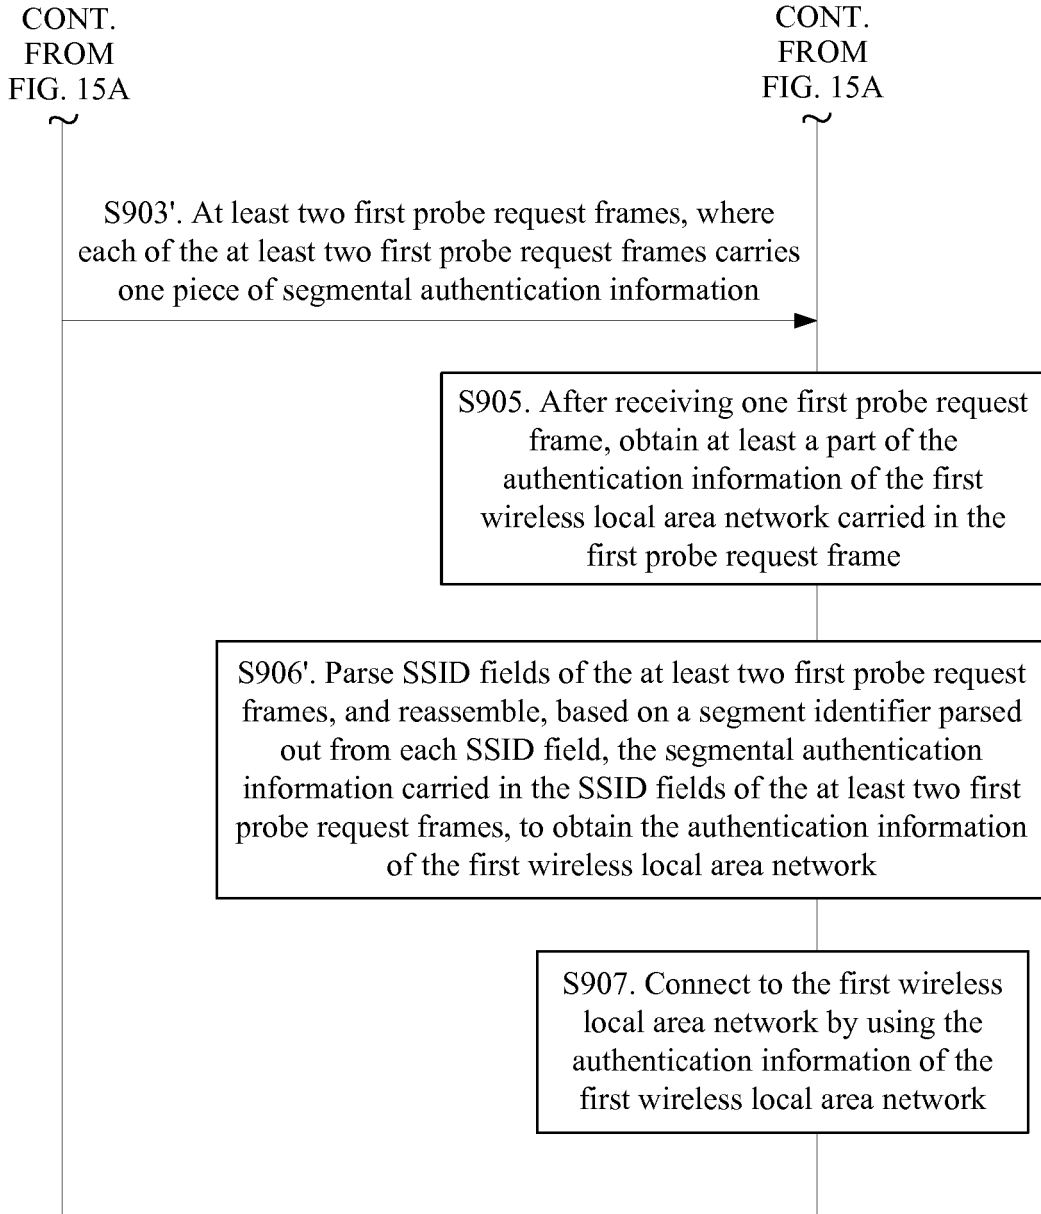 CONT.
FROM
FIG. 15A
CONT.
FROM
FIG. 15A
S903'. At least two first probe request frames, where
each of the at least two first probe request frames carries
one piece of segmental authentication information
S905. After receiving one first probe request
frame, obtain at least a part of the
authentication information of the first
wireless local area network carried in the
first probe request frame
S906'. Parse SSID fields of the at least two first probe request
frames, and reassemble, based on a segment identifier parsed
out from each SSID field, the segmental authentication
information carried in the SSID fields of the at least two first
probe request frames, to obtain the authentication information
of the first wireless local area network
S907. Connect to the first wireless
local area network by using the
authentication information of the
first wireless local area network